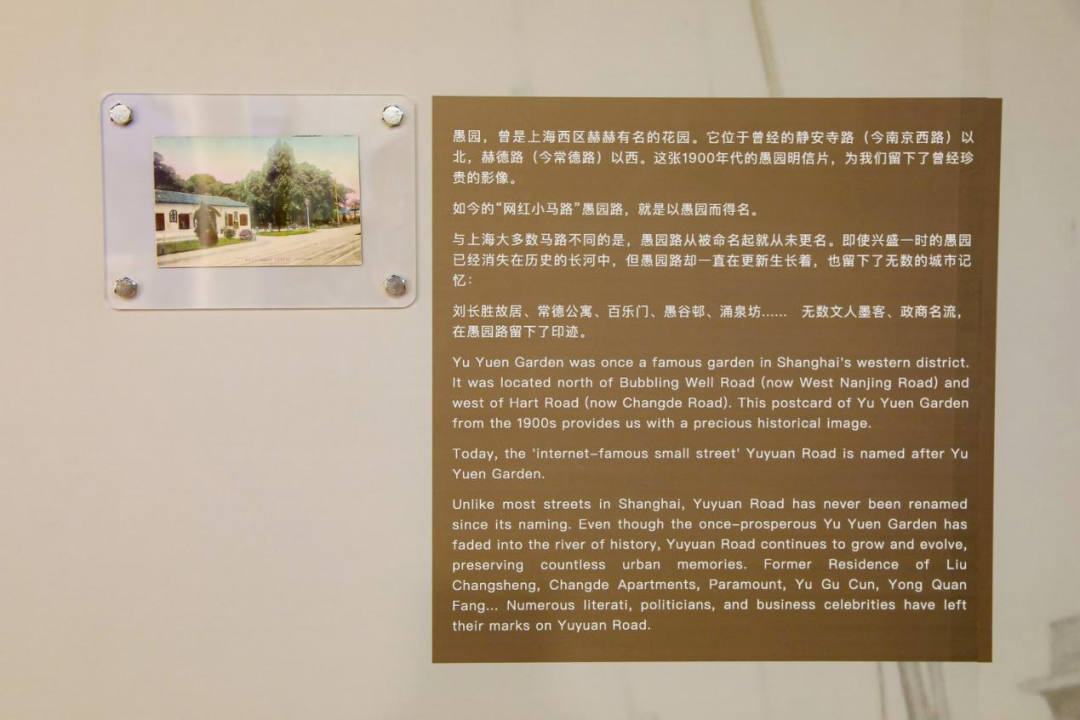 愚园，曾是上海西区赫赫有名的花园。它位于曾经的静安寺路（今南京西路）以
北，赫德路（今常德路）以西。这张1900年代的愚园明信片，为我们留下了曾经珍
贵的影像。
如今的“网红小马路”愚园路，就是以愚园而得名。
与上海大多数马路不同的是，愚园路从被命名起就从未更名。即使兴盛一时的愚园
已经消失在历史的长河中，但愚园路却一直在更新生长着，也留下了无数的城市记
忆：
刘长胜故居、常德公寓、百乐门、愚谷邨、涌泉坊…… 无数文人墨客、政商名流，
在愚园路留下了印迹。
Yu Yuen Garden was once a famous garden in Shanghai's western district.
It was located north of Bubbling Well Road (now West Nanjing Road) and
west of Hart Road (now Changde Road). This postcard of Yu Yuen Garden
from the 1900s provides us with a precious historical image.
Today, the 'internet-famous small street' Yuyuan Road is named after Yu
Yuen Garden.
Unlike most streets in Shanghai, Yuyuan Road has never been renamed
since its naming. Even though the once-prosperous Yu Yuen Garden has
faded into the river of history, Yuyuan Road continues to grow and evolve,
preserving countless urban memories. Former Residence of Liu
Changsheng, Changde Apartments, Paramount, Yu Gu Cun, Yong Quan
Fang... Numerous literati, politicians, and business celebrities have left
their marks on Yuyuan Road.